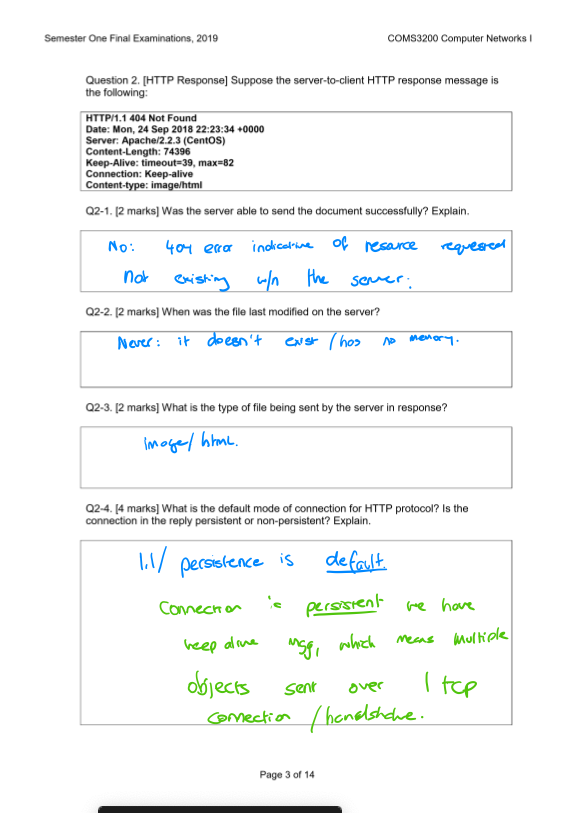 Semester One Final Examinations, 2019
COMS3200 Computer Networks I
Question 2. [HTTP Response] Suppose the server-to-client HTTP response message is
the following:
HTTP/1.1 404 Not Found
Date: Mon, 24 Sep 2018 22:23:34 +0000
Server: Apache/2.2.3 (CentOS)
Content-Length: 74396
Keep-Alive: timeout=39, max=82
Connection: Keep-alive
Content-type: image/html
Q2-1. [2 marks] Was the server able to send the document successfully? Explain.
No: 404 error indicative of resource requested
not existing w/n the server.
Q2-2. [2 marks] When was the file last modified on the server?
Never: it doesn't exist / has no memory.
Q2-3. [2 marks] What is the type of file being sent by the server in response?
image/html.
Q2-4. [4 marks] What is the default mode of connection for HTTP protocol? Is the
connection in the reply persistent or non-persistent? Explain.
1.1/ persistence is default.
Connection is persistent we have
keep alive msg, which means multiple
objects sent over 1 tcp
connection / handshake.
Page 3 of 14